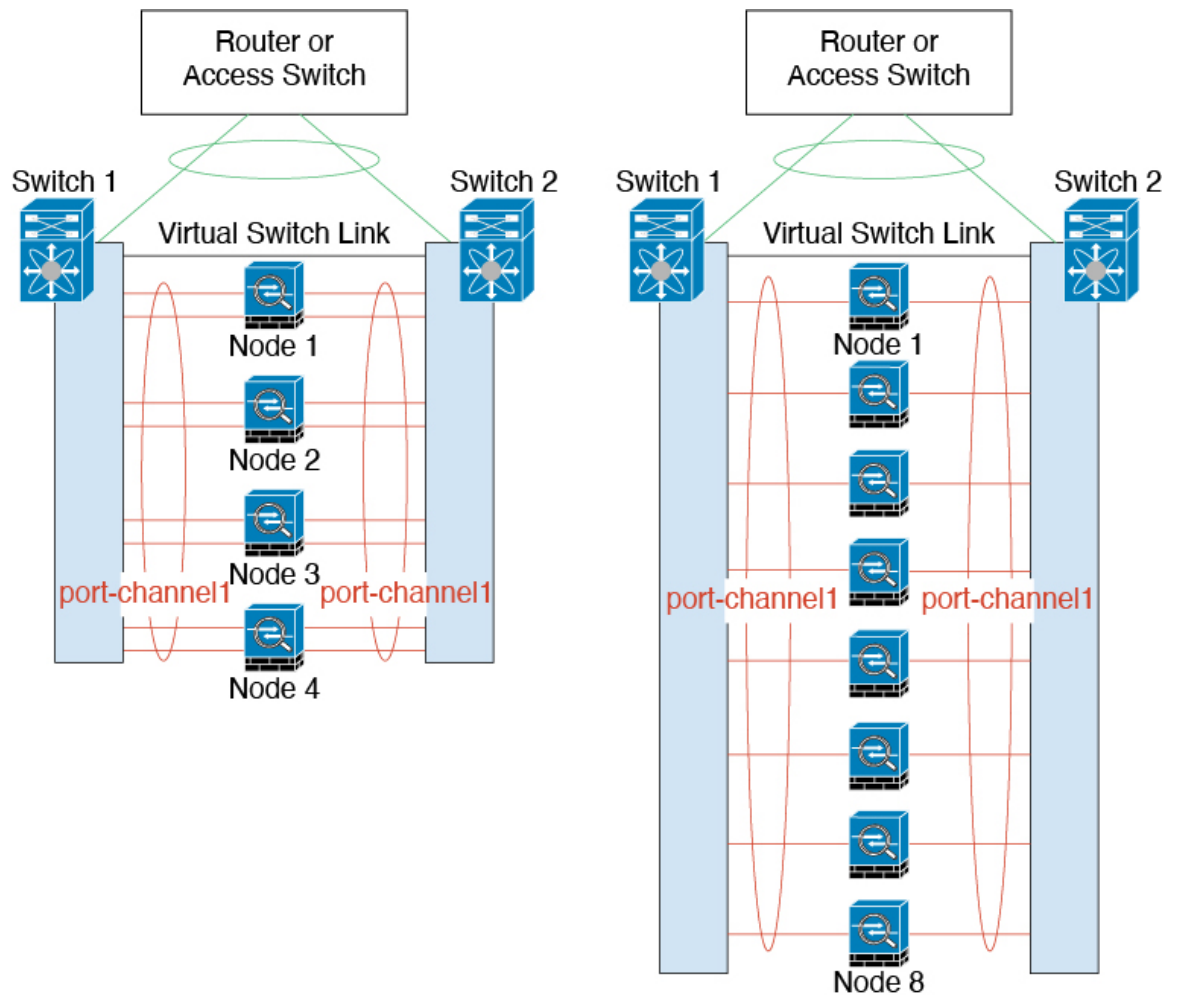 Router or
Access Switch
Switch 1
Switch 2
Virtual Switch Link
Node 1
Node 2
Node 3
port-channel1
port-channel1
Node 4
Router or
Access Switch
Switch 1
Switch 2
Virtual Switch Link
Node 1
port-channel1
port-channel1
Node 8